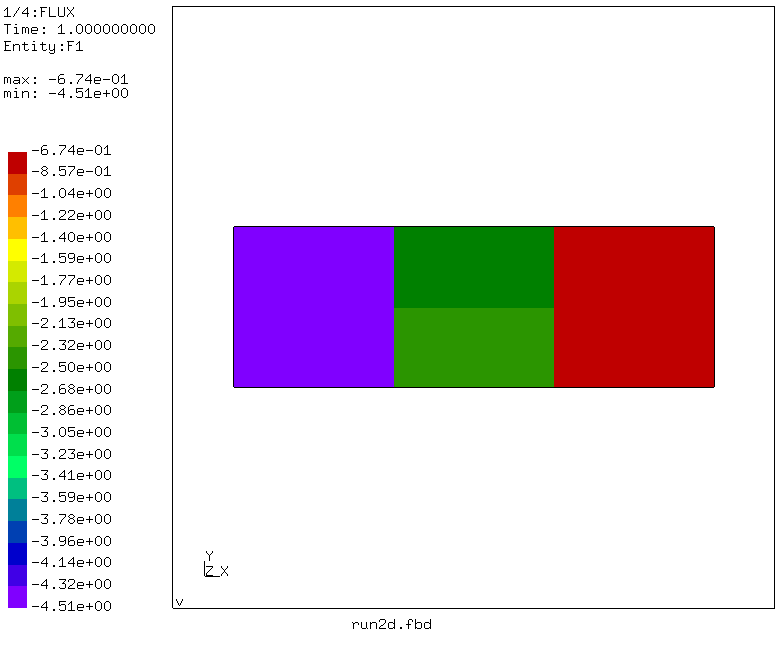 1/4:FLUX
Time: 1.000000000
Entity:F1
max: -6.74e-01
min: -4.51e+00
-6.74e-01
-8.57e-01
-1.04e+00
-1.22e+00
-1.40e+00
-1.59e+00
-1.77e+00
-1.95e+00
-2.13e+00
-2.32e+00
-2.50e+00
-2.68e+00
-2.86e+00
-3.05e+00
-3.23e+00
-3.41e+00
-3.59e+00
-3.78e+00
-3.96e+00
-4.14e+00
-4.32e+00
-4.51e+00
Y
Z X
v
run2d.fbd